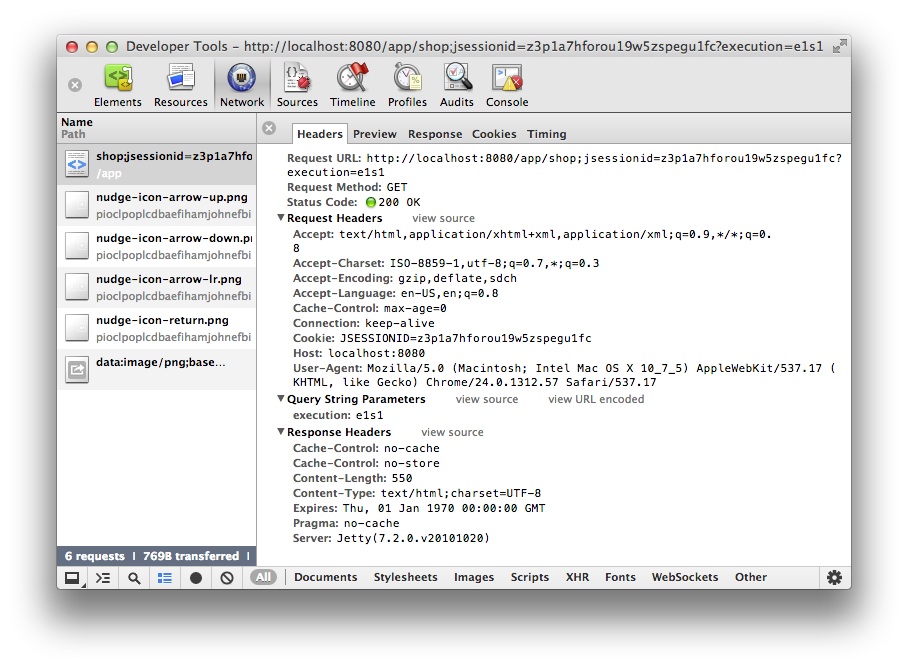 Developer Tools – http://localhost:8080/app/shop;jsessionid=z3p1a7hforou19w5zspegu1fc?execution=e1s1
Elements Resources Network Sources Timeline Profiles Audits Console
Name
Path
shop;jsessionid=z3p1a7hfo
/app
nudge-icon-arrow-up.png
pioclpoplcdbaefihamjohnefbi
nudge-icon-arrow-down.pn
pioclpoplcdbaefihamjohnefbi
nudge-icon-arrow-lr.png
pioclpoplcdbaefihamjohnefbi
nudge-icon-return.png
pioclpoplcdbaefihamjohnefbi
data:image/png;base...
6 requests | 769B transferred |
Headers Preview Response Cookies Timing
Request URL: http://localhost:8080/app/shop;jsessionid=z3p1a7hforou19w5zspegu1fc?
execution=e1s1
Request Method: GET
Status Code: 200 OK
Request Headers view source
Accept: text/html,application/xhtml+xml,application/xml;q=0.9,*/*;q=0.
8
Accept-Charset: ISO-8859-1,utf-8;q=0.7,*;q=0.3
Accept-Encoding: gzip,deflate,sdch
Accept-Language: en-US,en;q=0.8
Cache-Control: max-age=0
Connection: keep-alive
Cookie: JSESSIONID=z3p1a7hforou19w5zspegu1fc
Host: localhost:8080
User-Agent: Mozilla/5.0 (Macintosh; Intel Mac OS X 10_7_5) AppleWebKit/537.17 (
KHTML, like Gecko) Chrome/24.0.1312.57 Safari/537.17
Query String Parameters view source view URL encoded
execution: e1s1
Response Headers view source
Cache-Control: no-cache
Cache-Control: no-store
Content-Length: 550
Content-Type: text/html;charset=UTF-8
Expires: Thu, 01 Jan 1970 00:00:00 GMT
Pragma: no-cache
Server: Jetty(7.2.0.v20101020)
All Documents Stylesheets Images Scripts XHR Fonts WebSockets Other